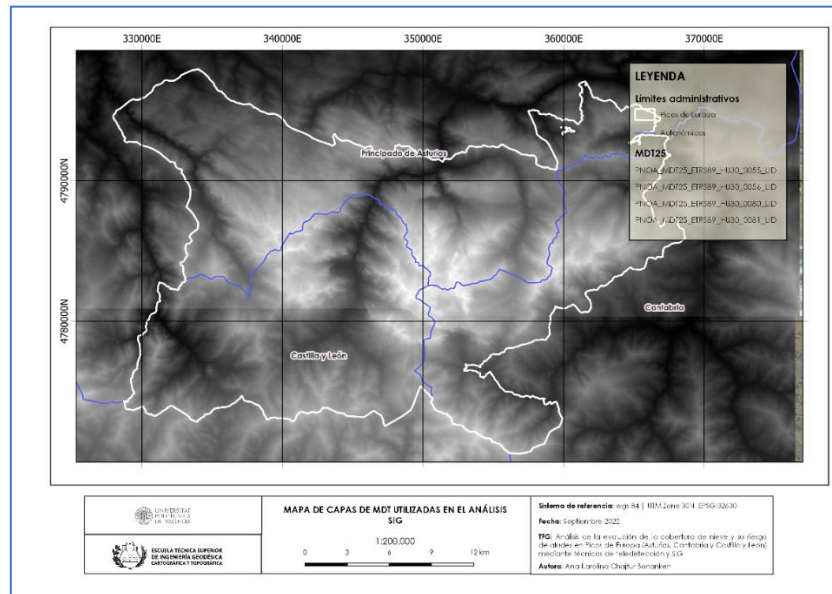 330000E 340000E 350000E 360000E 370000E
LEYENDA
Límites administrativos
Picos de Europa
Autonómicos
MDT25
PNOA_MDT25_ETRS89_HU30_0055_LID
PNOA_MDT25_ETRS89_HU30_0056_LID
PNOA_MDT25_ETRS89_HU30_0080_LID
PNOA_MDT25_ETRS89_HU30_0081_LID
Principado de Asturias
4790000N
Cantabria
4780000N
Castilla y León
UNIVERSITAT
POLITÈCNICA
DE VALÈNCIA
ESCUELA TÉCNICA SUPERIOR
DE INGENIERÍA GEODÉSICA
CARTOGRÁFICA Y TOPOGRÁFICA
MAPA DE CAPAS DE MDT UTILIZADAS EN EL ANÁLISIS
SIG
1:200.000
0 3 6 9 12 km
Sistema de referencia: wgs 84 | UTM Zone 30N. EPSG:32630
Fecha: Septiembre 2022
TFG: Análisis de la evolución de la cobertura de nieve y su riesgo
de aludes en Picos de Europa (Asturias, Cantabria y Castilla y León)
mediante técnicas de teledetección y SIG
Autora: Ana Karolina